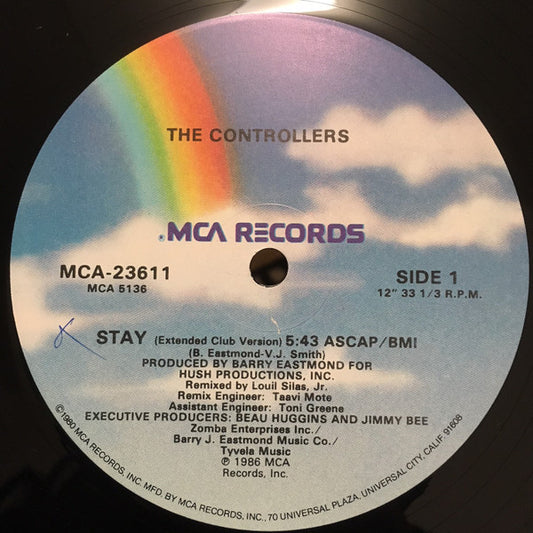 THE CONTROLLERS
.MCA RECORDS
MCA-23611
MCA 5136
SIDE 1
12" 33 1/3 R.P.M.
STAY (Extended Club Version) 5:43 ASCAP/BMI
(B. Eastmond-V.J. Smith)
PRODUCED BY BARRY EASTMOND FOR
HUSH PRODUCTIONS, INC.
Remixed by Louil Silas, Jr.
Remix Engineer: Taavi Mote
Assistant Engineer: Toni Greene
EXECUTIVE PRODUCERS: BEAU HUGGINS AND JIMMY BEE
Zomba Enterprises Inc./
Barry J. Eastmond Music Co./
Tyvela Music
℗ 1986 MCA
Records, Inc.
©1980 MCA RECORDS, INC. MFD. BY MCA RECORDS, INC., 70 UNIVERSAL PLAZA, UNIVERSAL CITY, CALIF. 91608